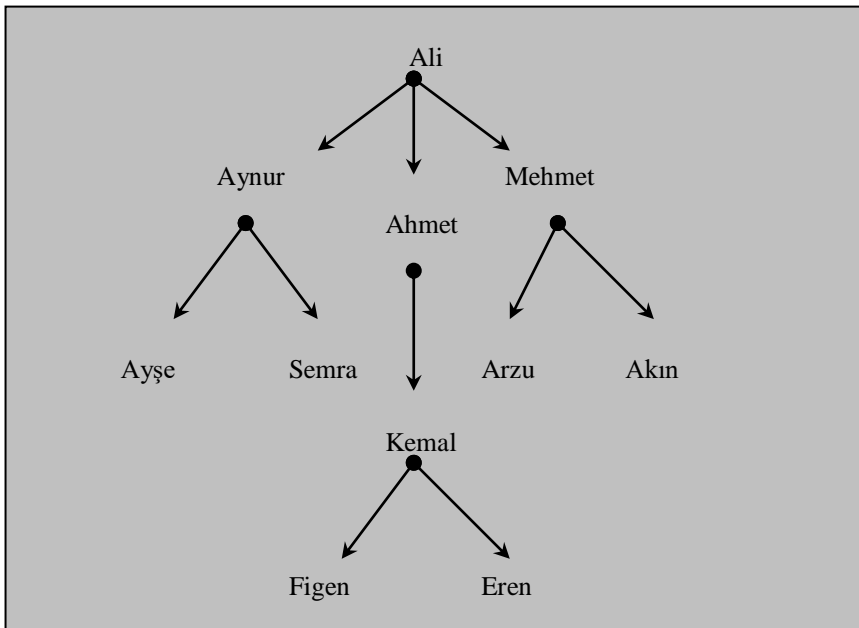 Ali
Aynur
Mehmet
Ahmet
Ayşe
Semra
Arzu
Akın
Kemal
Figen
Eren